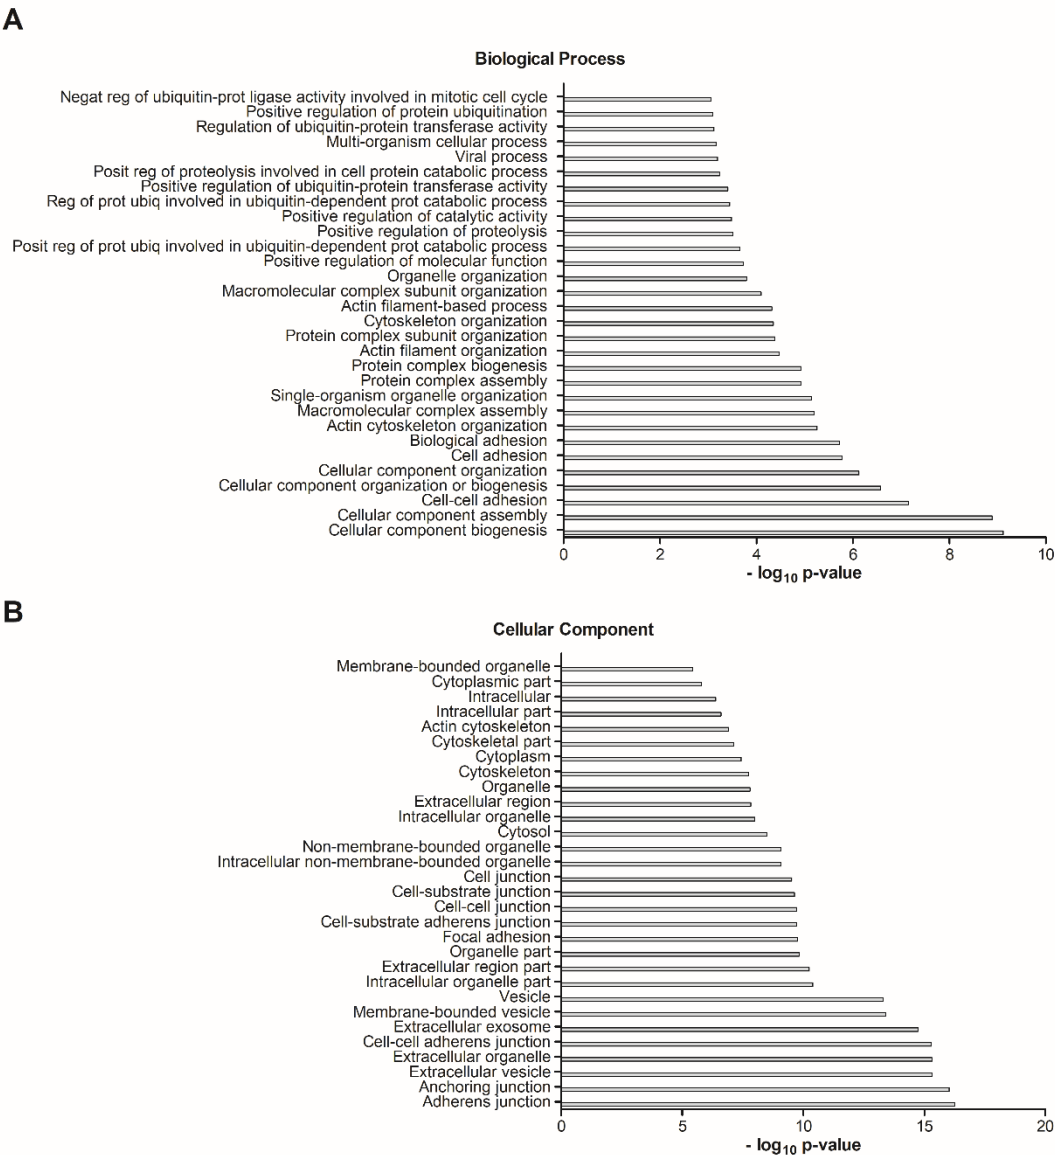 A
Biological Process
Negat reg of ubiquitin-prot ligase activity involved in mitotic cell cycle
Positive regulation of protein ubiquitination
Regulation of ubiquitin-protein transferase activity
Multi-organism cellular process
Viral process
Posit reg of proteolysis involved in cell protein catabolic process
Positive regulation of ubiquitin-protein transferase activity
Reg of prot ubiq involved in ubiquitin-dependent prot catabolic process
Positive regulation of catalytic activity
Positive regulation of proteolysis
Posit reg of prot ubiq involved in ubiquitin-dependent prot catabolic process
Positive regulation of molecular function
Organelle organization
Macromolecular complex subunit organization
Actin filament-based process
Cytoskeleton organization
Protein complex subunit organization
Actin filament organization
Protein complex biogenesis
Protein complex assembly
Single-organism organelle organization
Macromolecular complex assembly
Actin cytoskeleton organization
Biological adhesion
Cell adhesion
Cellular component organization
Cellular component organization or biogenesis
Cell-cell adhesion
Cellular component assembly
Cellular component biogenesis
0 2 4 6 8 10
- log10 p-value
B
Cellular Component
Membrane-bounded organelle
Cytoplasmic part
Intracellular
Intracellular part
Actin cytoskeleton
Cytoskeletal part
Cytoplasm
Cytoskeleton
Organelle
Extracellular region
Intracellular organelle
Cytosol
Non-membrane-bounded organelle
Intracellular non-membrane-bounded organelle
Cell junction
Cell-substrate junction
Cell-cell junction
Cell-substrate adherens junction
Focal adhesion
Organelle part
Extracellular region part
Intracellular organelle part
Vesicle
Membrane-bounded vesicle
Extracellular exosome
Cell-cell adherens junction
Extracellular organelle
Extracellular vesicle
Anchoring junction
Adherens junction
0 5 10 15 20
- log10 p-value